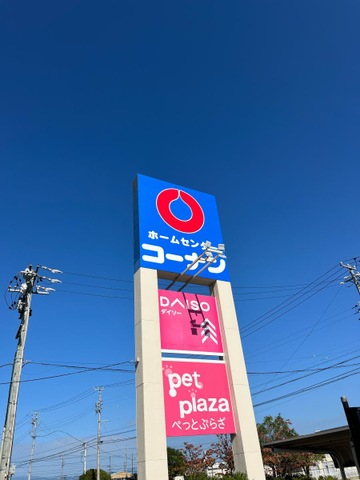 ホームセンター
コーナン
DAISO
ダイソー
pet
plaza
ぺっとぷらざ